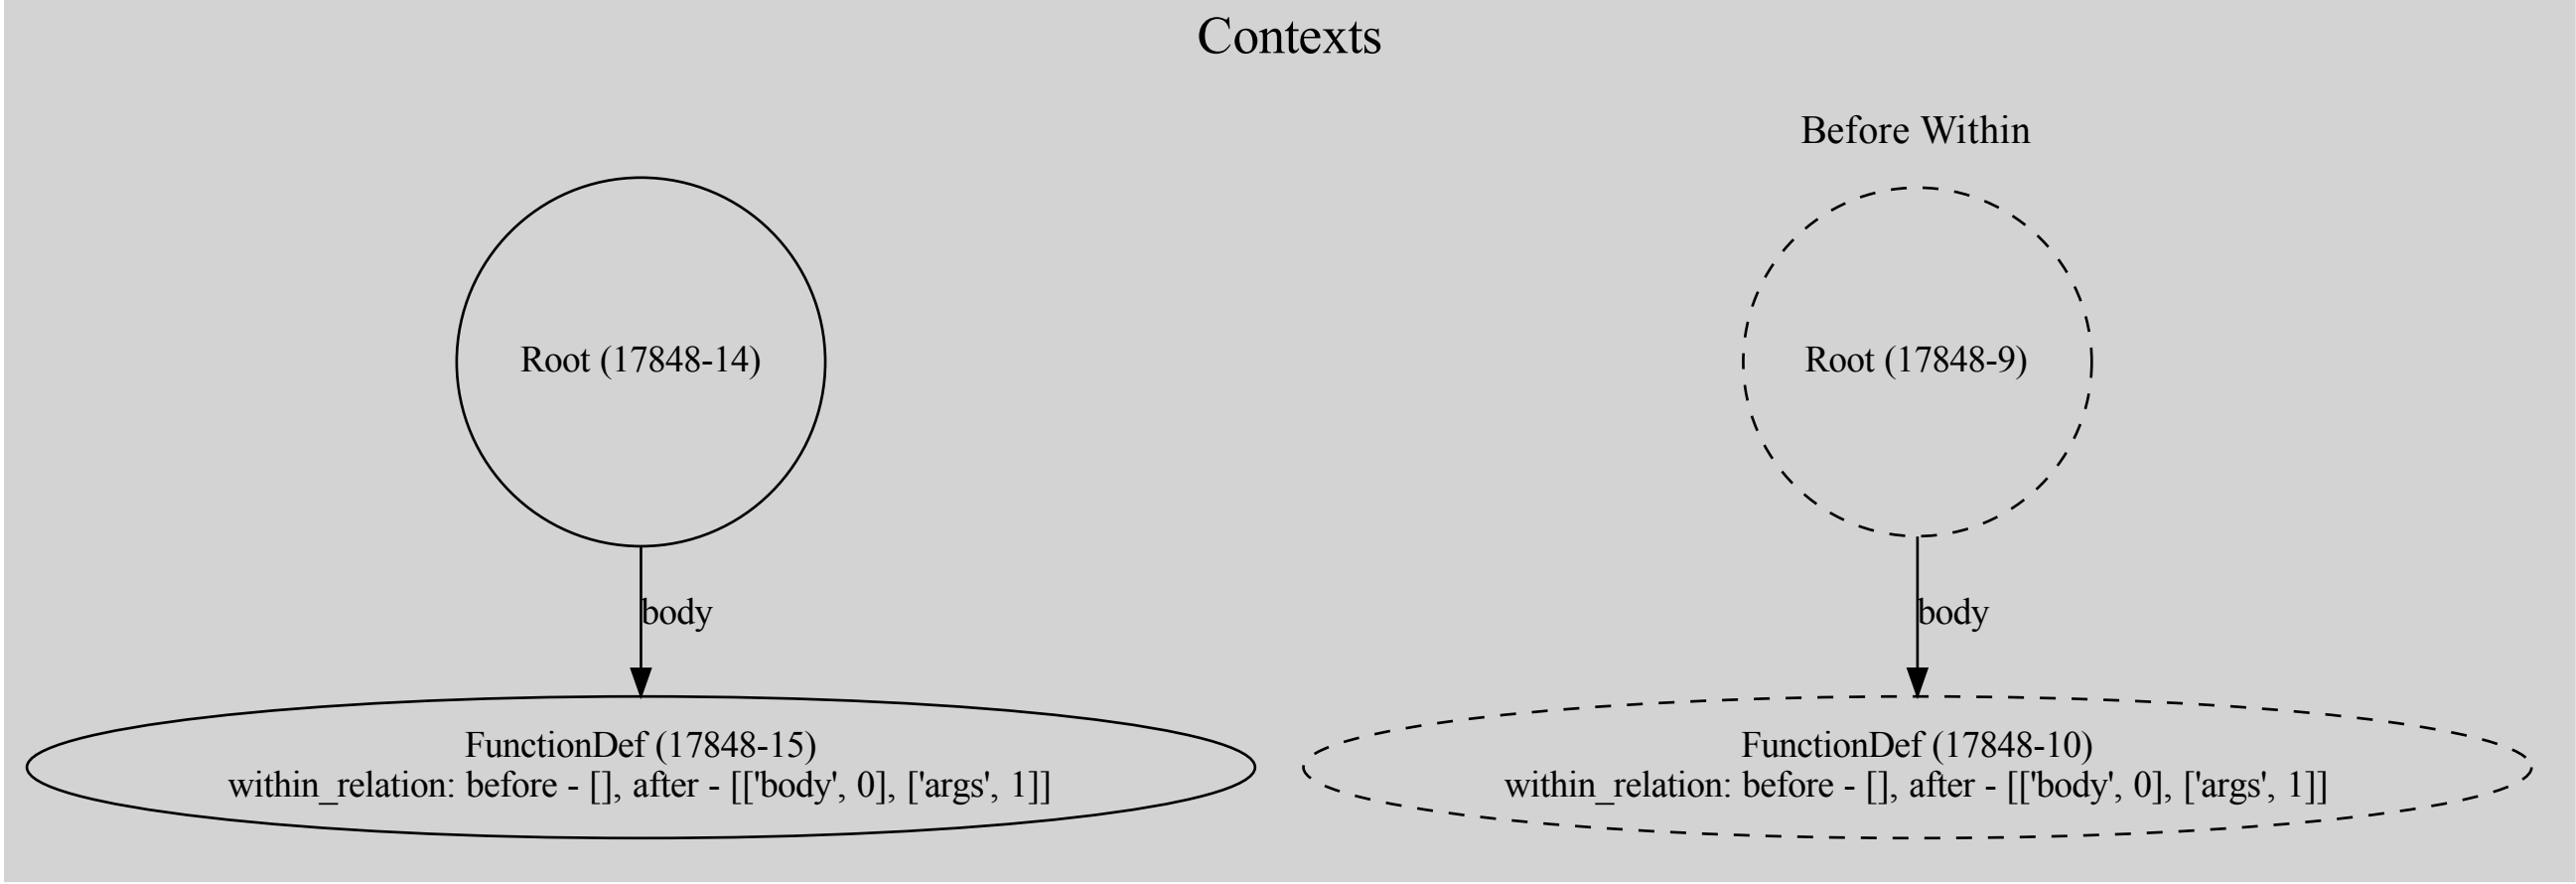 Contexts
Before Within
Root (17848-14)
Root (17848-9)
body
body
FunctionDef (17848-15)
within_relation: before - [], after - [['body', 0], ['args', 1]]
FunctionDef (17848-10)
within_relation: before - [], after - [['body', 0], ['args', 1]]